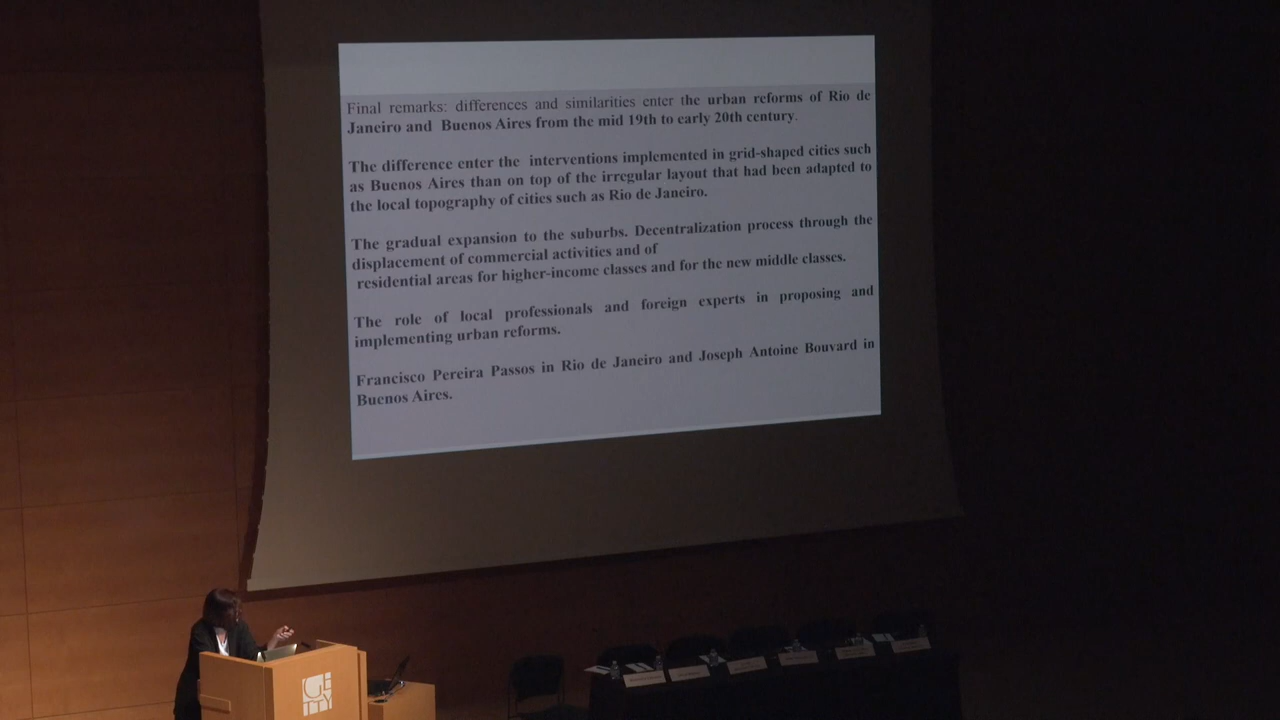 Final remarks: differences and similarities enter the urban reforms of Rio de
Janeiro and Buenos Aires from the mid 19th to early 20th century.
The difference enter the interventions implemented in grid-shaped cities such
as Buenos Aires than on top of the irregular layout that had been adapted to
the local topography of cities such as Rio de Janeiro.
The gradual expansion to the suburbs. Decentralization process through the
displacement of commercial activities and of
residential areas for higher-income classes and for the new middle classes.
The role of local professionals and foreign experts in proposing and
implementing urban reforms.
Francisco Pereira Passos in Rio de Janeiro and Joseph Antoine Bouvard in
Buenos Aires.
GETTY